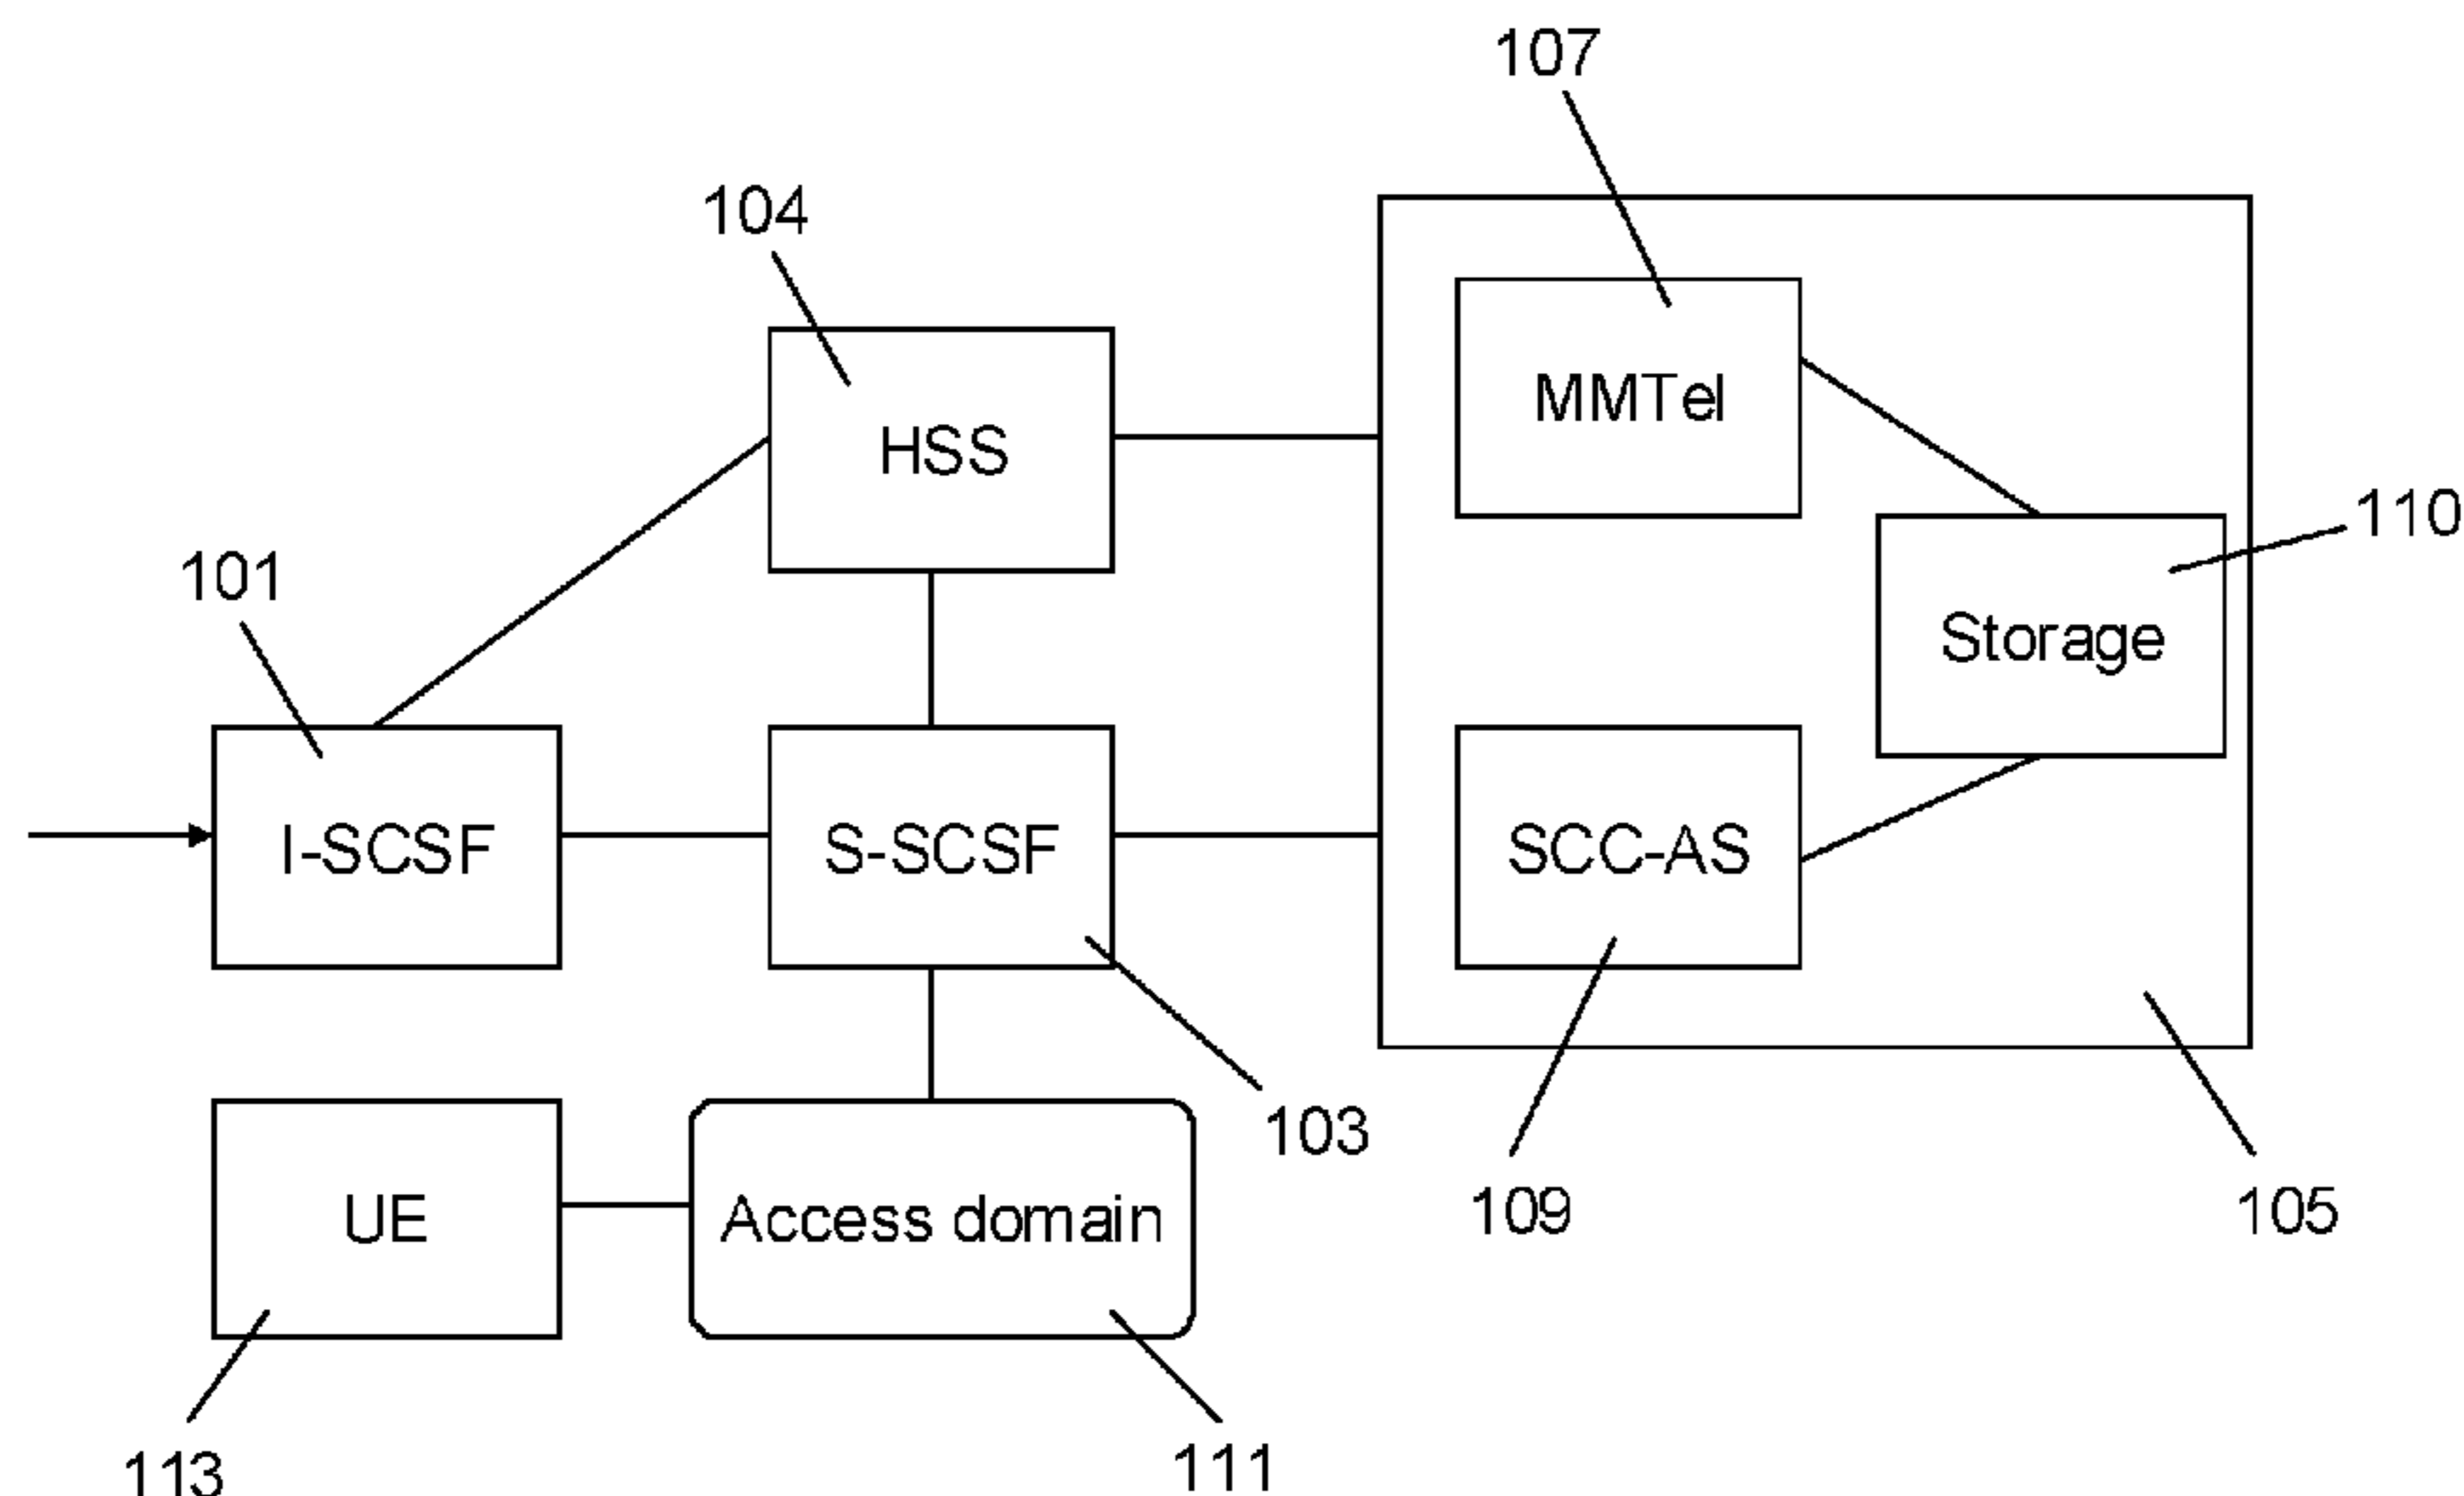 107
104
MMTel
HSS
110
101
Storage
I-SCSF
S-SCSF
SCC-AS
103
UE
Access domain
109
105
113
111